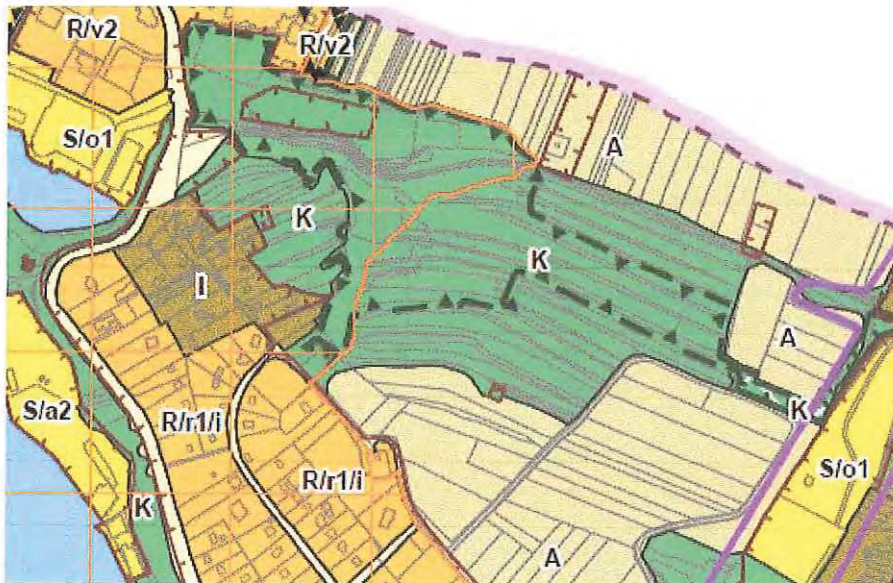 R/v2
R/v2
S/o1
A
K
K
I
A
S/a2
R/r1/i
K
S/o1
R/r1/i
K
A